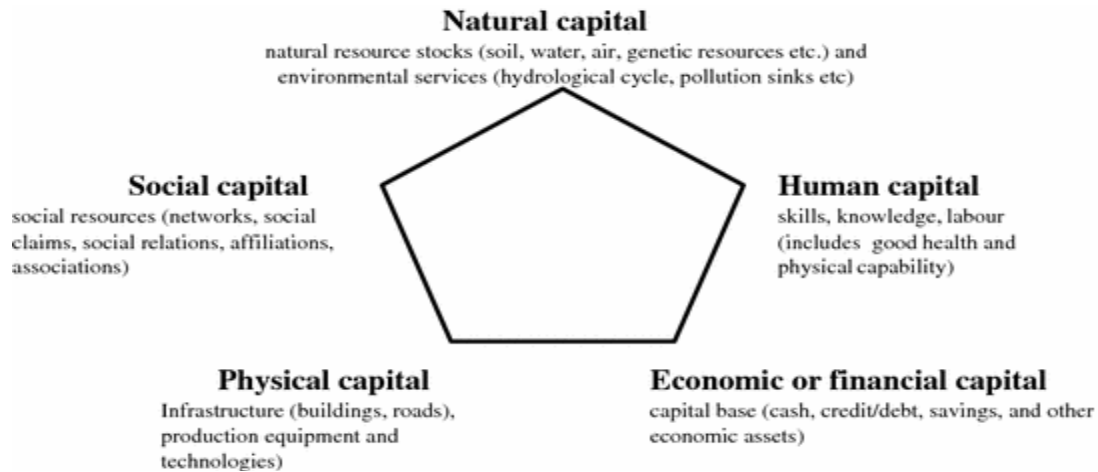 Natural capital
natural resource stocks (soil, water, air, genetic resources etc.) and
environmental services (hydrological cycle, pollution sinks etc)
Social capital
social resources (networks, social
claims, social relations, affiliations,
associations)
Human capital
skills, knowledge, labour
(includes good health and
physical capability)
Physical capital
Infrastructure (buildings, roads),
production equipment and
technologies)
Economic or financial capital
capital base (cash, credit/debt, savings, and other
economic assets)